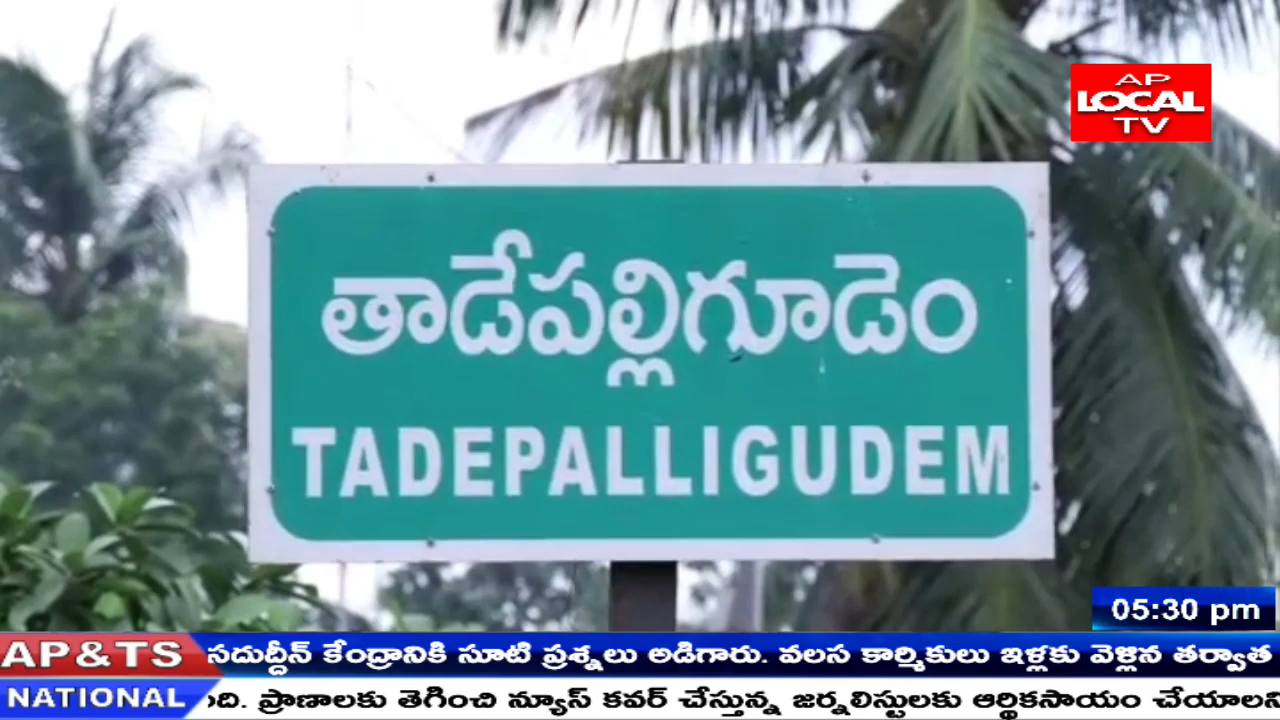 AP
LOCAL
TV
తాడేపల్లిగూడెం
TADEPALLIGUDEM
05:30 pm
AP&TS
సదుద్దీన్ కేంద్రానికి సూటి ప్రశ్నలు అడిగారు. వలస కార్మికులు ఇళ్లకు వెళ్లిన తర్వాత
NATIONAL
ప్రాణాలకు తెగించి న్యూస్ కవర్ చేస్తున్న జర్నలిస్టులకు ఆర్థికసాయం